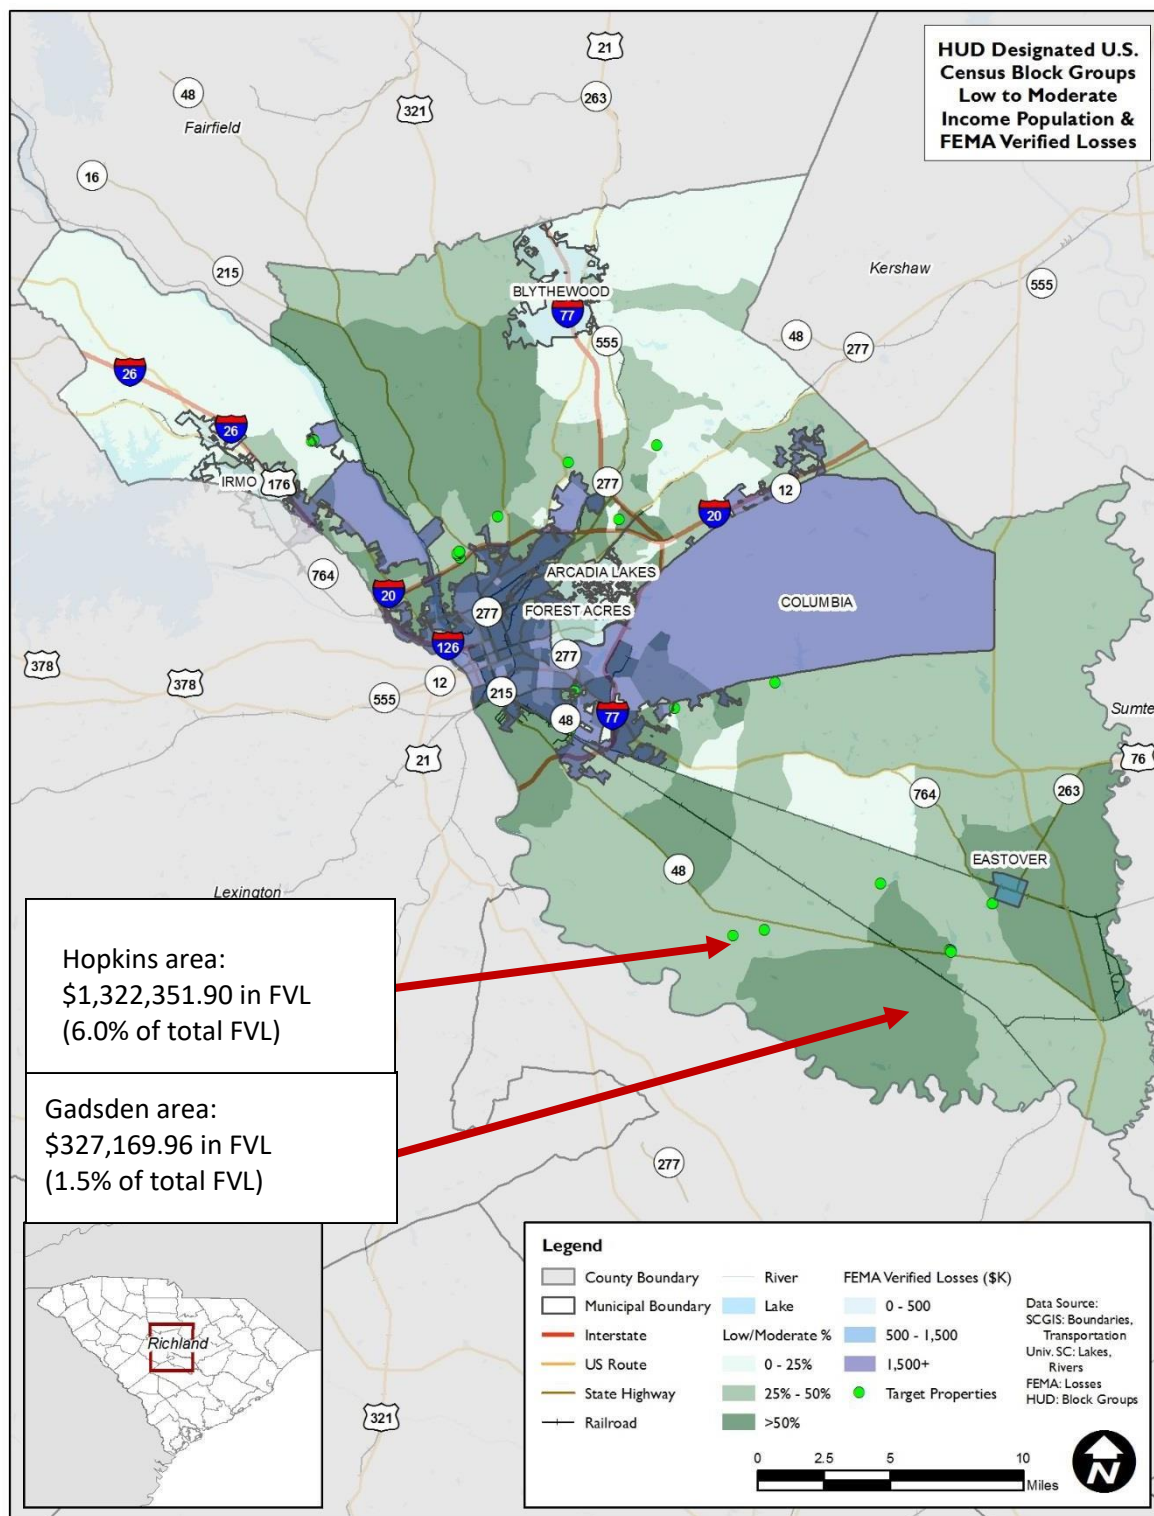 HUD Designated U.S.
Census Block Groups
Low to Moderate
Income Population &
FEMA Verified Losses
21
48
263
321
Fairfield
16
215
Kershaw
555
BLYTHEWOOD
77
555
48
277
26
26
IRMO
176
277
12
20
ARCADIA LAKES
764
20
277
FOREST ACRES
COLUMBIA
126
277
378
378
12
555
215
48
77
Sumte
21
76
764
263
EASTOVER
48
Lexington
Hopkins area:
$1,322,351.90 in FVL
(6.0% of total FVL)
Gadsden area:
$327,169.96 in FVL
(1.5% of total FVL)
277
321
Richland
Legend
County Boundary
Municipal Boundary
Interstate
US Route
State Highway
Railroad
River
Lake
Low/Moderate %
0 - 25%
25% - 50%
>50%
FEMA Verified Losses ($K)
0 - 500
500 - 1,500
1,500+
Target Properties
Data Source:
SCGIS: Boundaries,
Transportation
Univ. SC: Lakes,
Rivers
FEMA: Losses
HUD: Block Groups
0 2.5 5 10
Miles
N